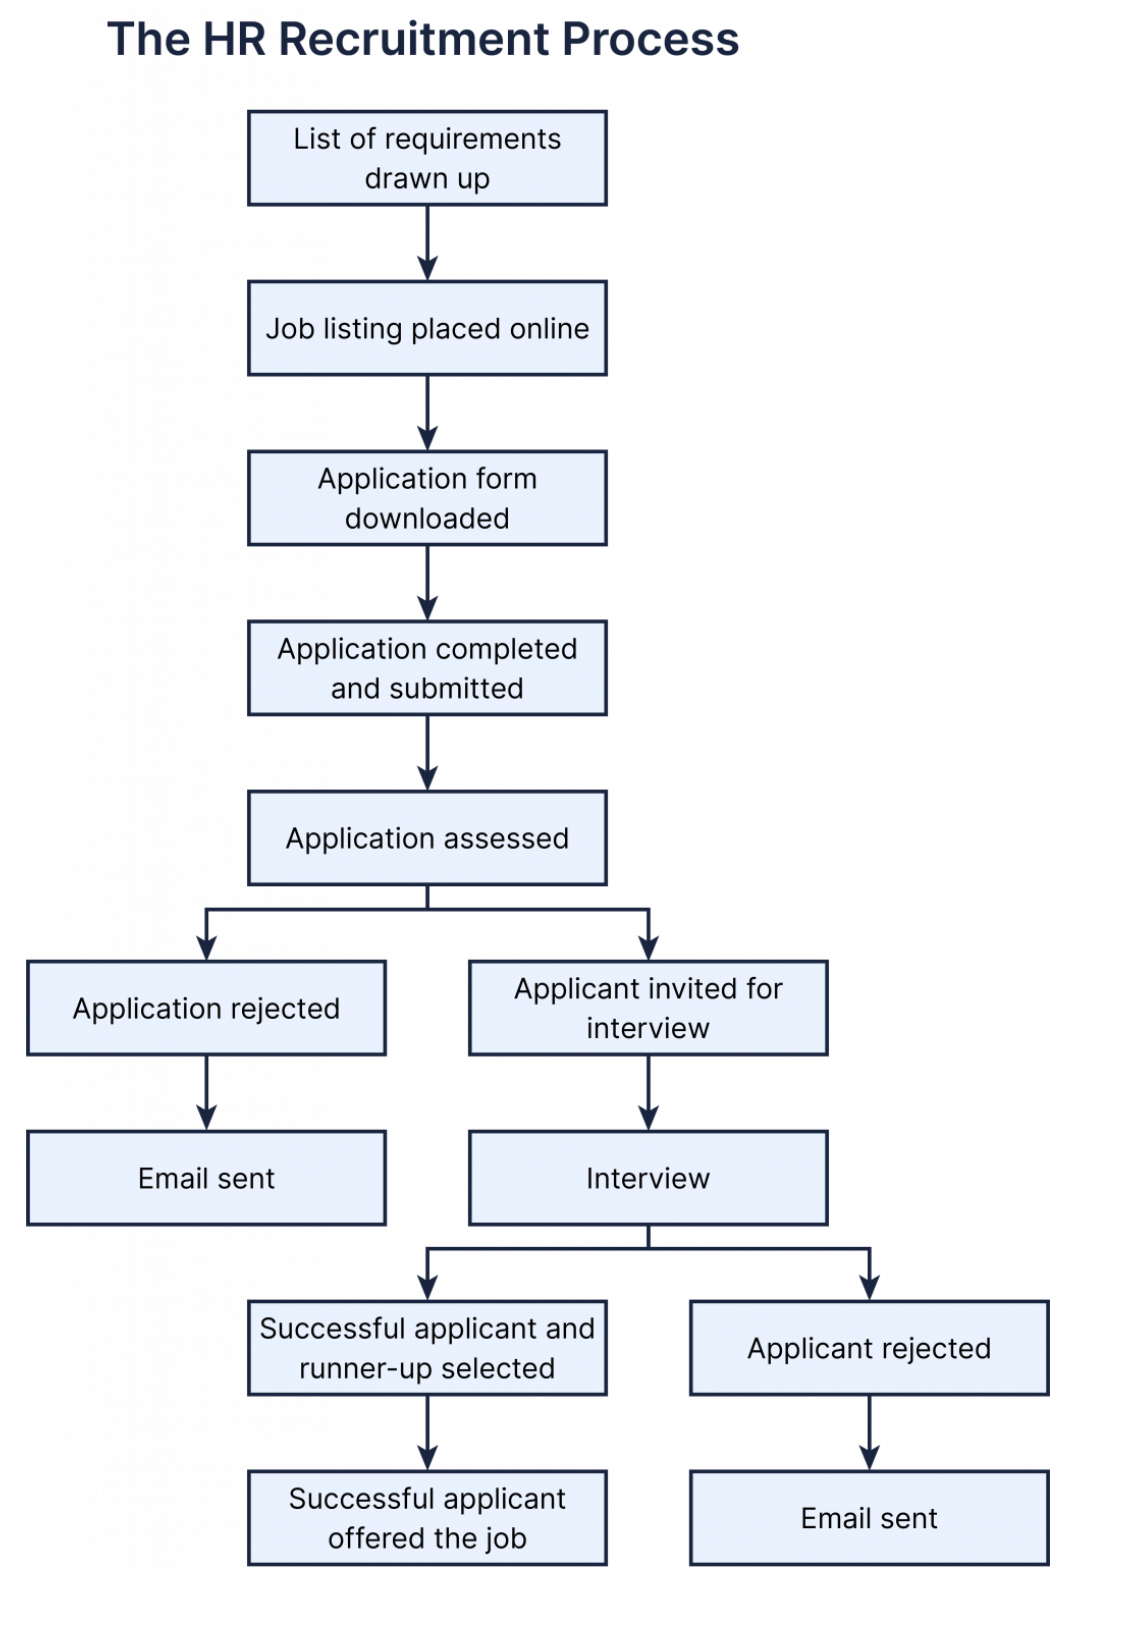 The HR Recruitment Process
List of requirements
drawn up
Job listing placed online
Application form
downloaded
Application completed
and submitted
Application assessed
Application rejected
Applicant invited for
interview
Email sent
Interview
Successful applicant and
runner-up selected
Applicant rejected
Successful applicant
offered the job
Email sent